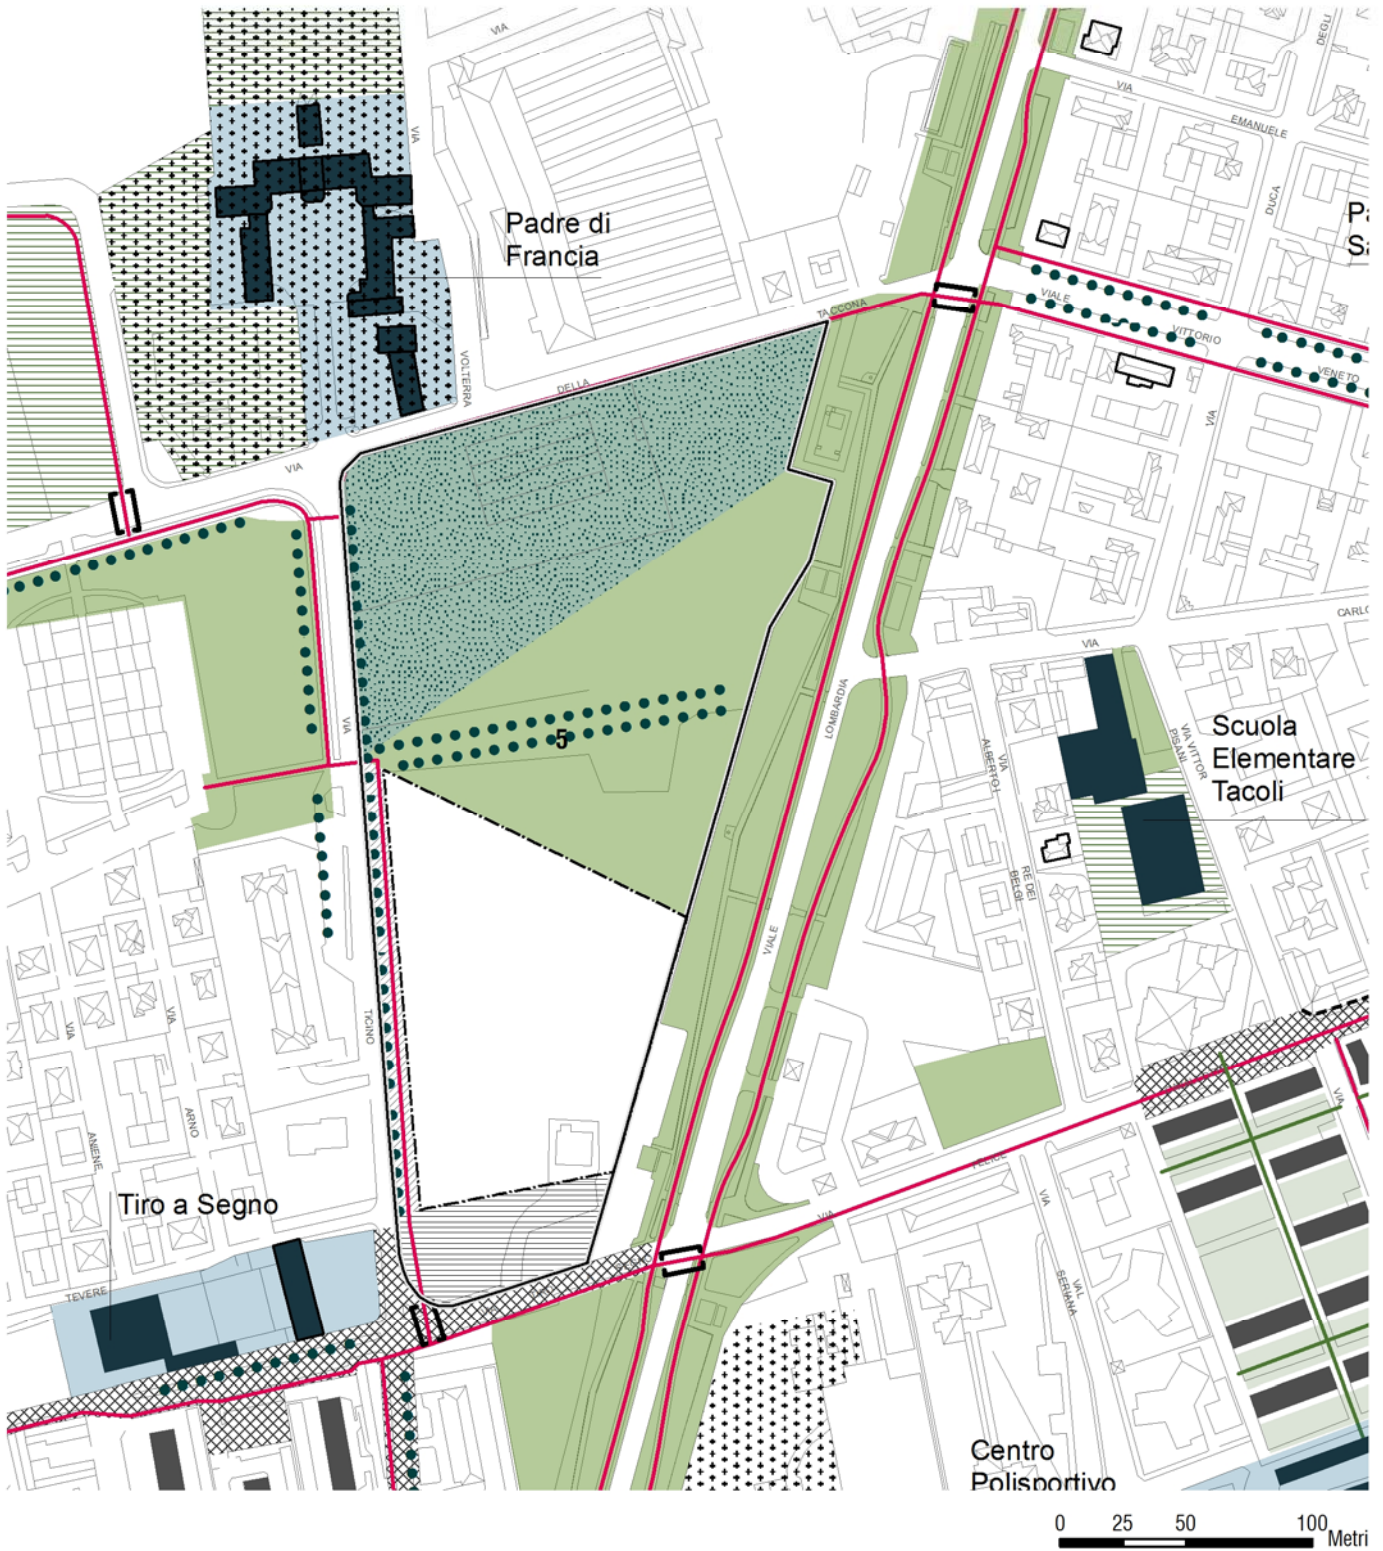 VIA
DEGLI
VIA
EMANUELE
VIA
DUCA
Padre di
Francia
VIALE
TACCONA
VITTORIO
VENETO
VOLTERRA
DELLA
VIA
VIA
CARLO
VIA
LOMBARDIA
VIA
5
VIA
ALBERTO I
VIA VITTOR
PISANI
Scuola
Elementare
Tacoli
RE DEI
BELGI
VIALE
VIA
VIA
TICINO
VIA
ARNO
ANIENE
FELICE
VIA
VIA
Tiro a Segno
TEVERE
VAL
SERIANA
Centro
Polisportivo
0 25 50 100
Metri